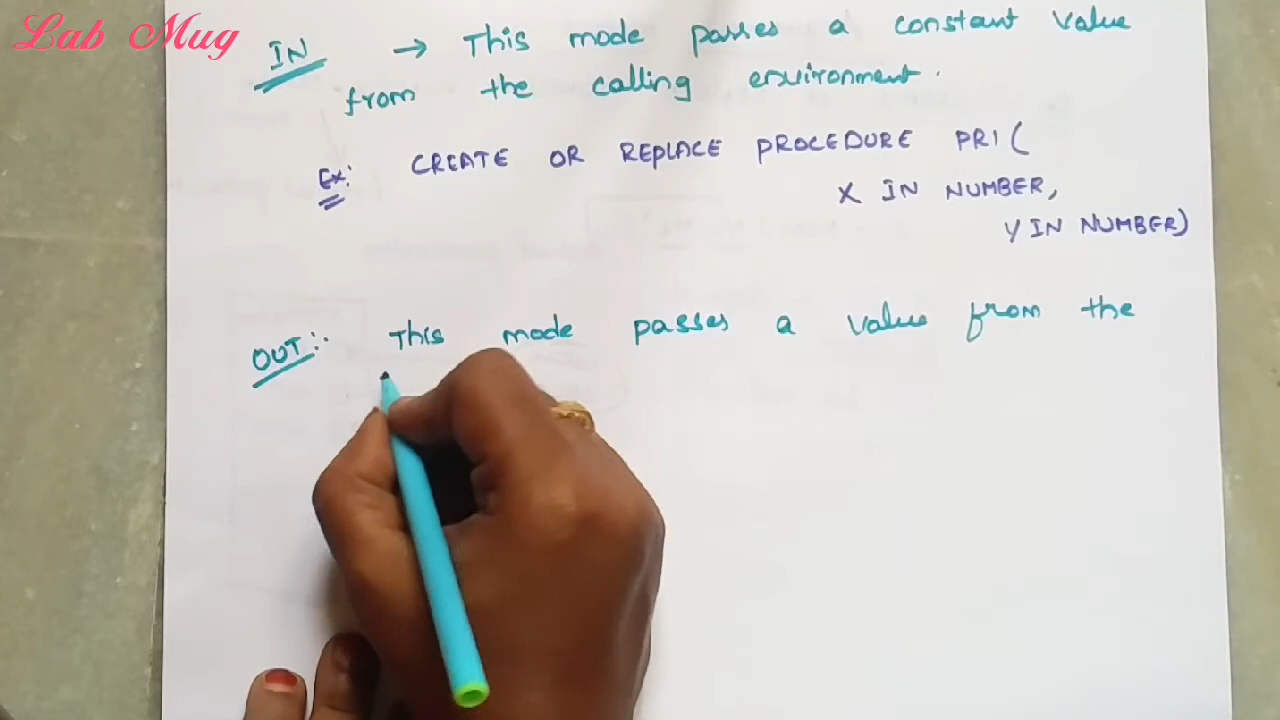 Lab Mug
IN → This mode passes a constant value
from the calling environment.
Ex: CREATE OR REPLACE PROCEDURE PR1(
X IN NUMBER,
Y IN NUMBER)
OUT:- This mode passes a value from the